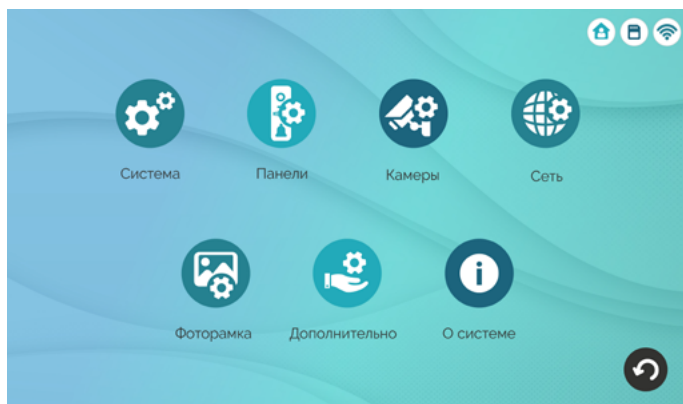 Система
Панели
Камеры
Сеть
Фоторамка
Дополнительно
О системе